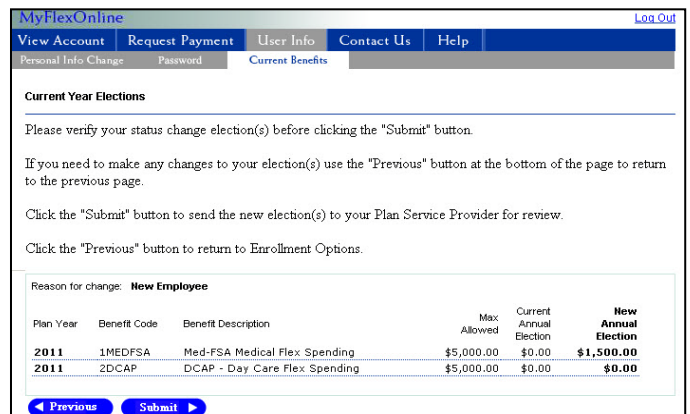 MyFlexOnline Log Out
View Account Request Payment User Info Contact Us Help
Personal Info Change Password Current Benefits
Current Year Elections
Please verify your status change election(s) before clicking the "Submit" button.
If you need to make any changes to your election(s) use the "Previous" button at the bottom of the page to return
to the previous page.
Click the "Submit" button to send the new election(s) to your Plan Service Provider for review.
Click the "Previous" button to return to Enrollment Options.
Reason for change: New Employee
Plan Year Benefit Code Benefit Description Max Allowed Current Annual Election New Annual Election
2011 1MEDFSA Med-FSA Medical Flex Spending $5,000.00 $0.00 $1,500.00
2011 2DCAP DCAP - Day Care Flex Spending $5,000.00 $0.00 $0.00
Previous Submit